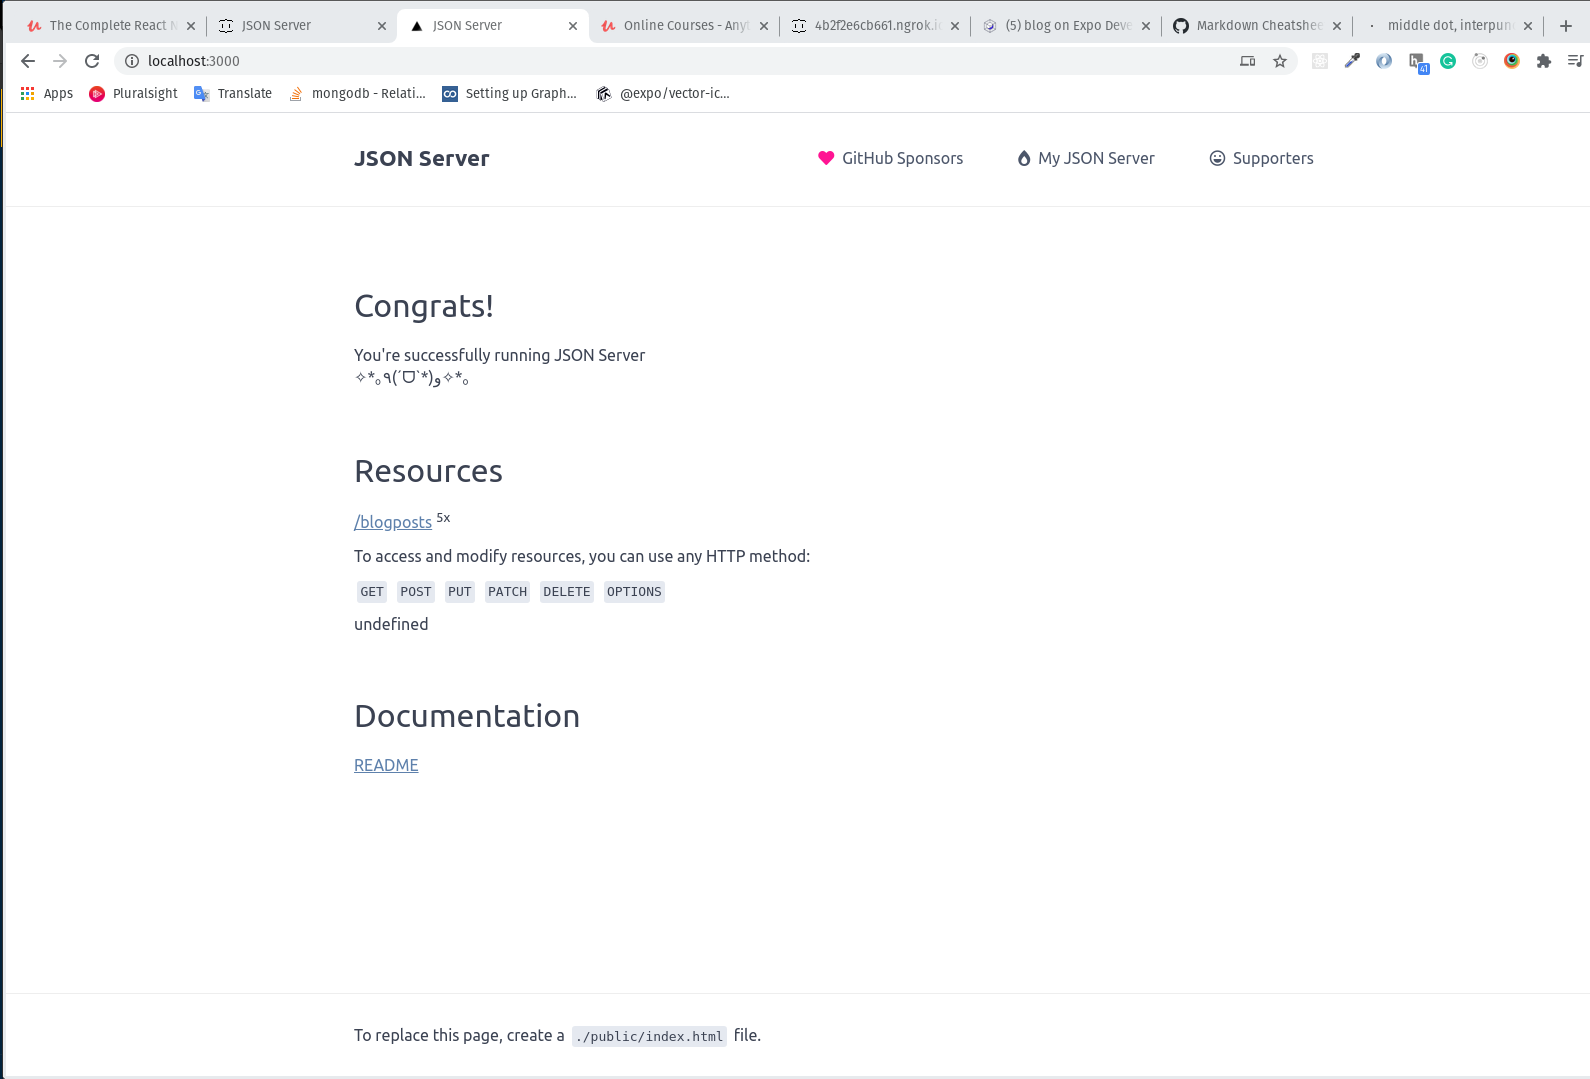 The Complete React N
JSON Server
JSON Server
Online Courses - Anyt
4b2f2e6cb661.ngrok.ic
(5) blog on Expo Deve
Markdown Cheatshee
middle dot, interpun
localhost:3000
41
Apps
Pluralsight
Translate
mongodb - Relati...
Setting up Graph...
@expo/vector-ic...
JSON Server
GitHub Sponsors
My JSON Server
Supporters
Congrats!
You're successfully running JSON Server
✧*｡٩(ˊᗜˋ*)و✧*｡
Resources
/blogposts 5x
To access and modify resources, you can use any HTTP method:
GET POST PUT PATCH DELETE OPTIONS
undefined
Documentation
README
To replace this page, create a ./public/index.html file.